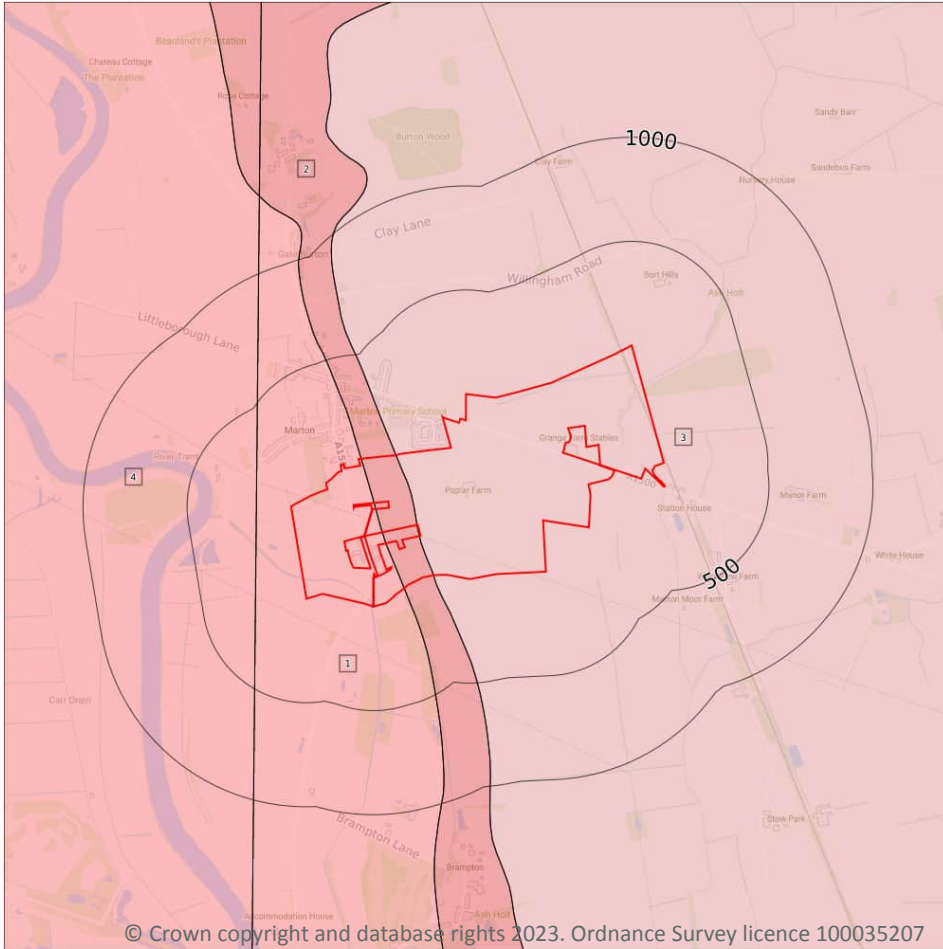 Beanland's Plantation
Chateau Cottage
The Plantation
Rose Cottage
Burton Wood
Sandy Barr
1000
Clay Farm
Sandebus Farm
Nursery House
2
Clay Lane
Gate Burton
Willingham Road
Sort Hills
Ash Holt
Littleborough Lane
Marton Primary School
Marton
Grange Farm Stables
3
River Trent
4
Poplar Farm
A1500
Manor Farm
Station House
White House
500
Marton Moor Farm
1
Carr Drain
Brampton Lane
Stow Park
Brampton
Accommodation House
Ash Holt
© Crown copyright and database rights 2023. Ordnance Survey licence 100035207